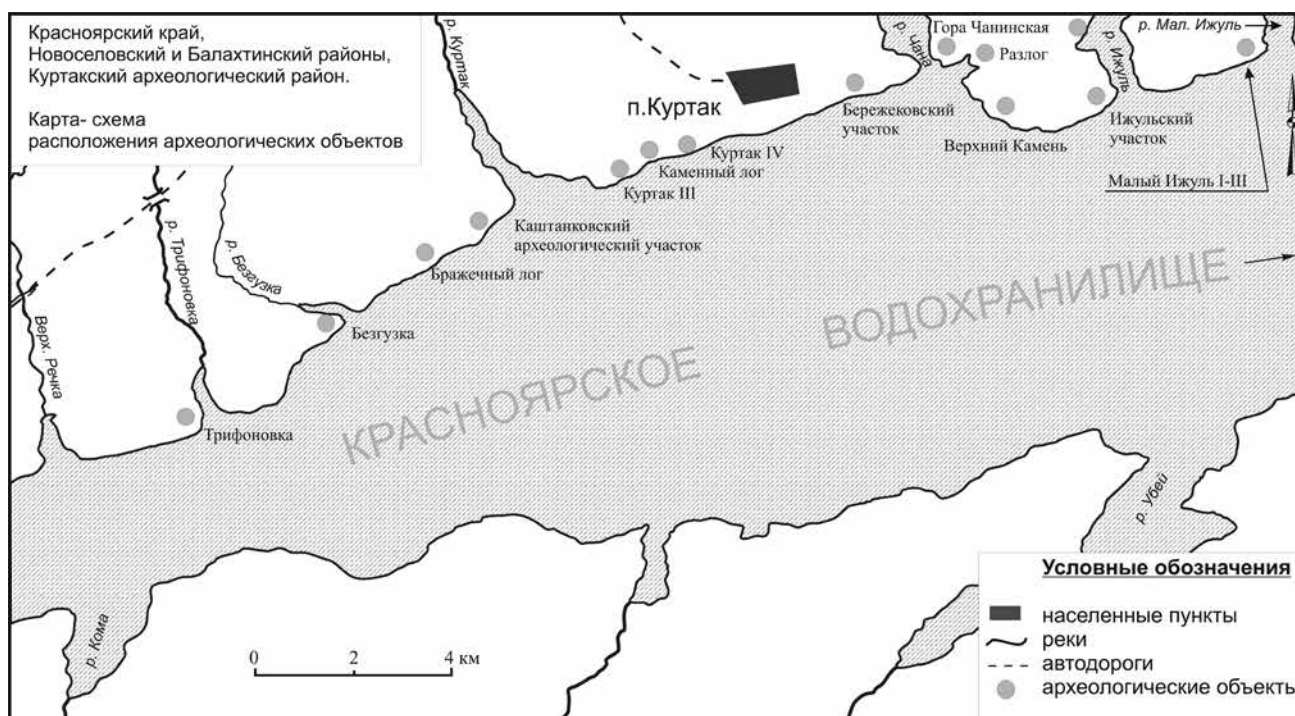 Красноярский край,
Новоселовский и Балахтинский районы,
Куртакский археологический район.
Карта- схема
расположения археологических объектов
р. Куртак
п.Куртак
р. Чана
Гора Чанинская
Разлог
р. Ижуль
р. Мал. Ижуль
Бережековский
участок
Верхний Камень
Ижульский
участок
Малый Ижуль I-III
Куртак IV
Каменный лог
Куртак III
Каштанковский
археологический участок
Браженный лог
р. Трифоновка
р. Безгузка
Безгузка
Верх. Речка
Трифоновка
КРАСНОЯРСКОЕ ВОДОХРАНИЛИЩЕ
р. Убей
р. Кома
0 2 4 км
Условные обозначения
населенные пункты
реки
автодороги
археологические объекты